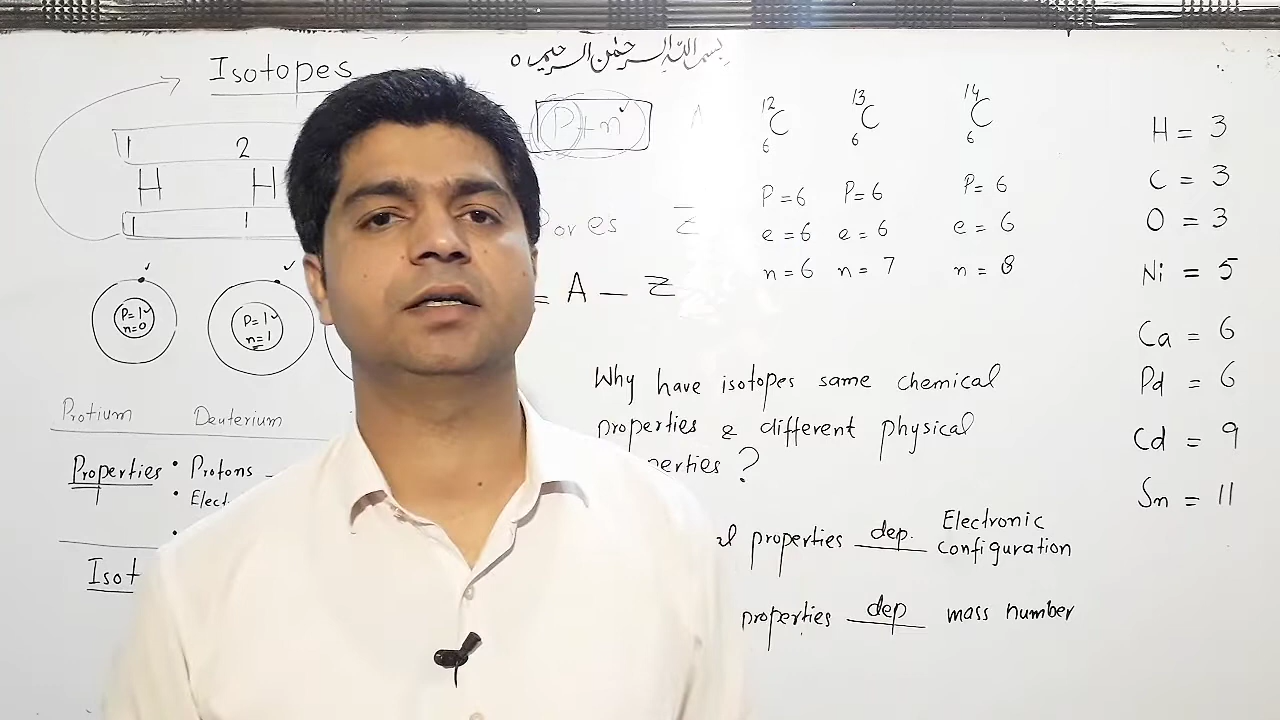 بسم اللہ الرحمٰن الرحیم ٥
Isotopes
1 2
H H
1 1
P=1
n=0
P=1
n=1
Protium Deuterium
Properties • Protons
•
•
P + n
Z
= A - Z
12 13 14
C C C
6 6 6
P=6 P=6 P=6
e=6 e=6 e=6
n=6 n=7 n=8
Why have isotopes same chemical
properties & different physical
?
properties dep. Electronic
Configuration
properties dep mass number
H = 3
C = 3
O = 3
Ni = 5
Ca = 6
Pd = 6
Cd = 9
Sn = 11